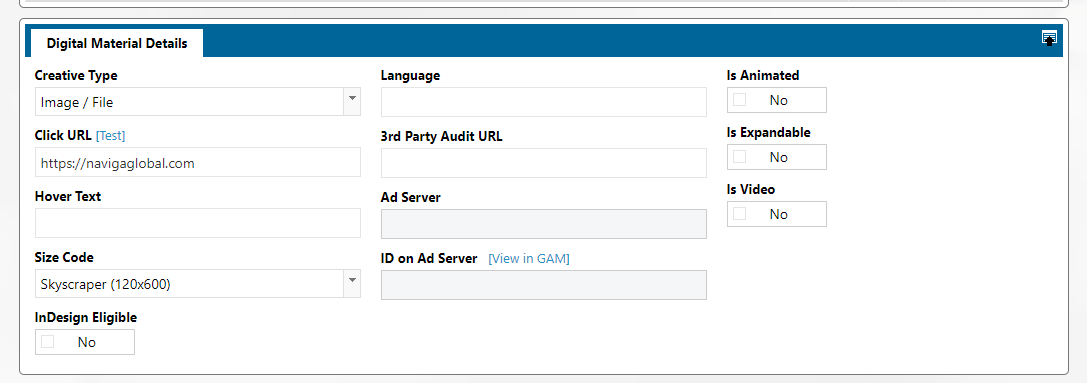 Digital Material Details
Creative Type
Image / File
Click URL [Test]
https://navigaglobal.com
Hover Text
Size Code
Skyscraper (120x600)
InDesign Eligible
No
Language
3rd Party Audit URL
Ad Server
ID on Ad Server [View in GAM]
Is Animated
No
Is Expandable
No
Is Video
No